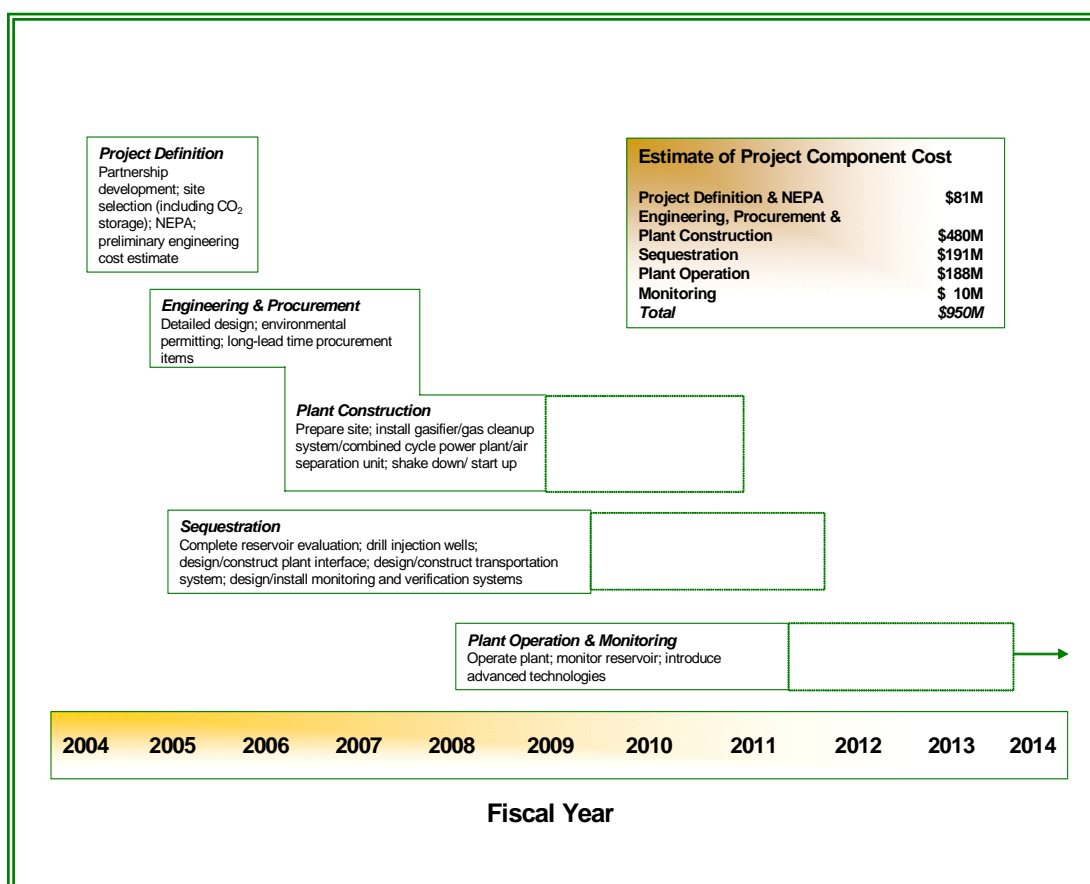 Project Definition
Partnership
development; site
selection (including CO₂
storage); NEPA;
preliminary engineering
cost estimate
Estimate of Project Component Cost
Project Definition & NEPA $81M
Engineering, Procurement &
Plant Construction $480M
Sequestration $191M
Plant Operation $188M
Monitoring $ 10M
Total $950M
Engineering & Procurement
Detailed design; environmental
permitting; long-lead time procurement
items
Plant Construction
Prepare site; install gasifier/gas cleanup
system/combined cycle power plant/air
separation unit; shake down/ start up
Sequestration
Complete reservoir evaluation; drill injection wells;
design/construct plant interface; design/construct transportation
system; design/install monitoring and verification systems
Plant Operation & Monitoring
Operate plant; monitor reservoir; introduce
advanced technologies
2004 2005 2006 2007 2008 2009 2010 2011 2012 2013 2014
Fiscal Year